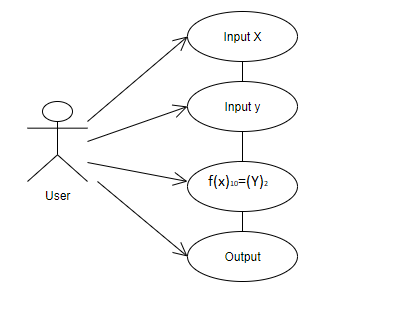 Input X
Input y
f(x)₁₀=(Y)₂
User
Output